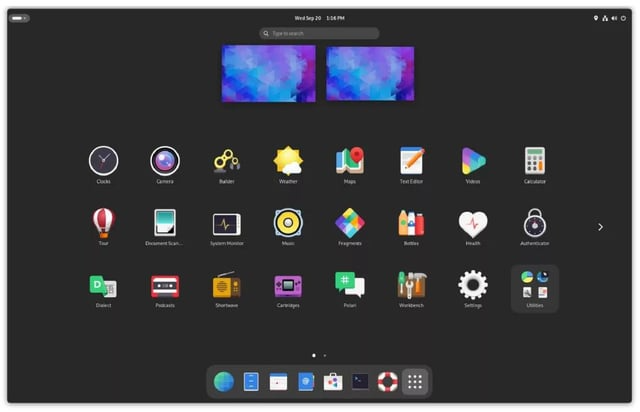 Wed Sep 20 1:16 PM
Type to search
Clocks
Camera
Builder
Weather
Maps
Text Editor
Videos
Calculator
Tour
Document Scan...
System Monitor
Music
Fragments
Bottles
Health
Authenticator
Dialect
Podcasts
Shortwave
Cartridges
Polari
Workbench
Settings
Utilities